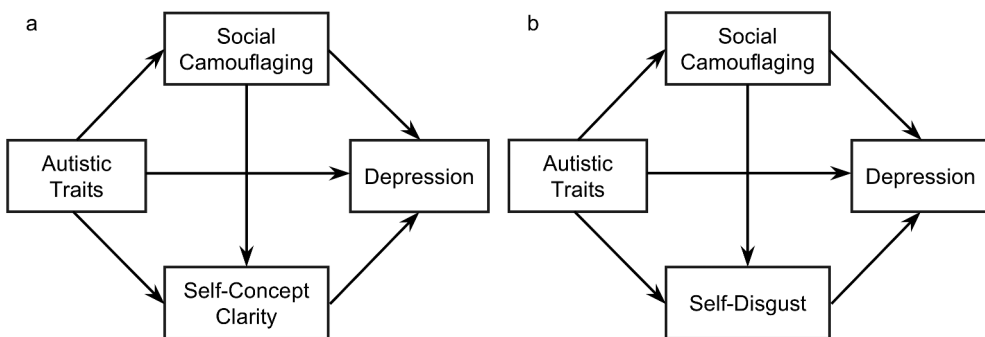 a
Social
Camouflaging
Autistic
Traits
Depression
Self-Concept
Clarity
b
Social
Camouflaging
Autistic
Traits
Depression
Self-Disgust